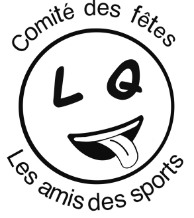 Comité des fêtes
L Q
Les amis des sports